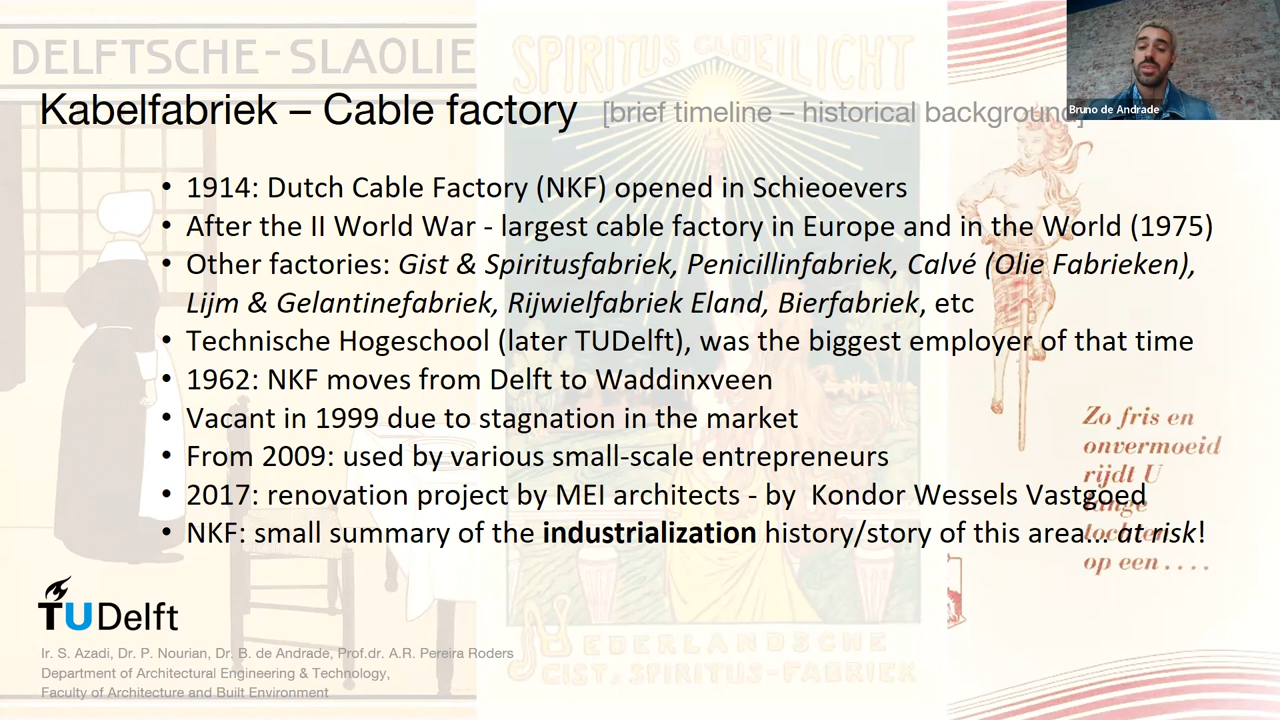 DELFTSCHE-SLAOLIE
SPIRITUS GLOEILICHT
Bruno de Andrade
Kabelfabriek – Cable factory [brief timeline – historical background]
• 1914: Dutch Cable Factory (NKF) opened in Schieoevers
• After the II World War - largest cable factory in Europe and in the World (1975)
• Other factories: Gist & Spiritusfabriek, Penicillinfabriek, Calvé (Olie Fabrieken),
Lijm & Gelantinefabriek, Rijwielfabriek Eland, Bierfabriek, etc
• Technische Hogeschool (later TUDelft), was the biggest employer of that time
• 1962: NKF moves from Delft to Waddinxveen
• Vacant in 1999 due to stagnation in the market
• From 2009: used by various small-scale entrepreneurs
• 2017: renovation project by MEI architects - by Kondor Wessels Vastgoed
• NKF: small summary of the industrialization history/story of this area... at risk!
Zo fris en
onvermoeid
rijdt U
lange
tochten
op een . . . .
TUDelft
NEDERLANDSCHE
GIST. SPIRITUS-FABRIEK
Ir. S. Azadi, Dr. P. Nourian, Dr. B. de Andrade, Prof.dr. A.R. Pereira Roders
Department of Architectural Engineering & Technology,
Faculty of Architecture and Built Environment